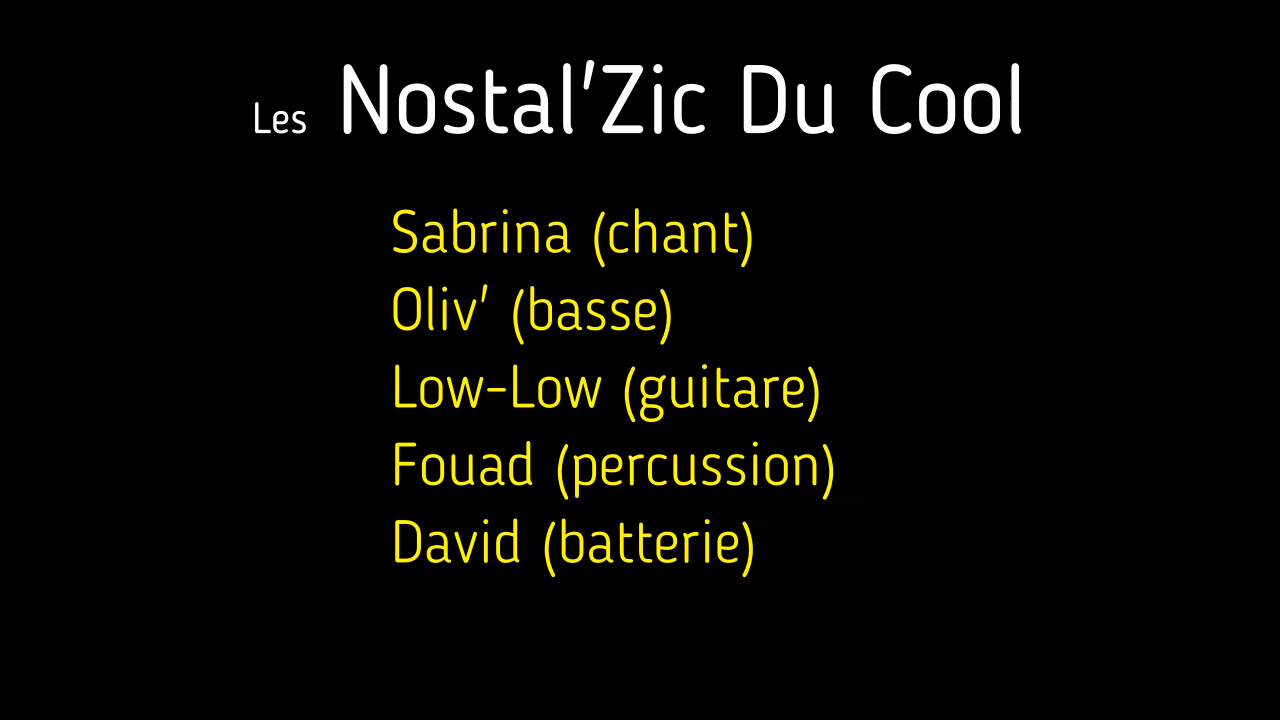 Les Nostal'Zic Du Cool
Sabrina (chant)
Oliv' (basse)
Low-Low (guitare)
Fouad (percussion)
David (batterie)